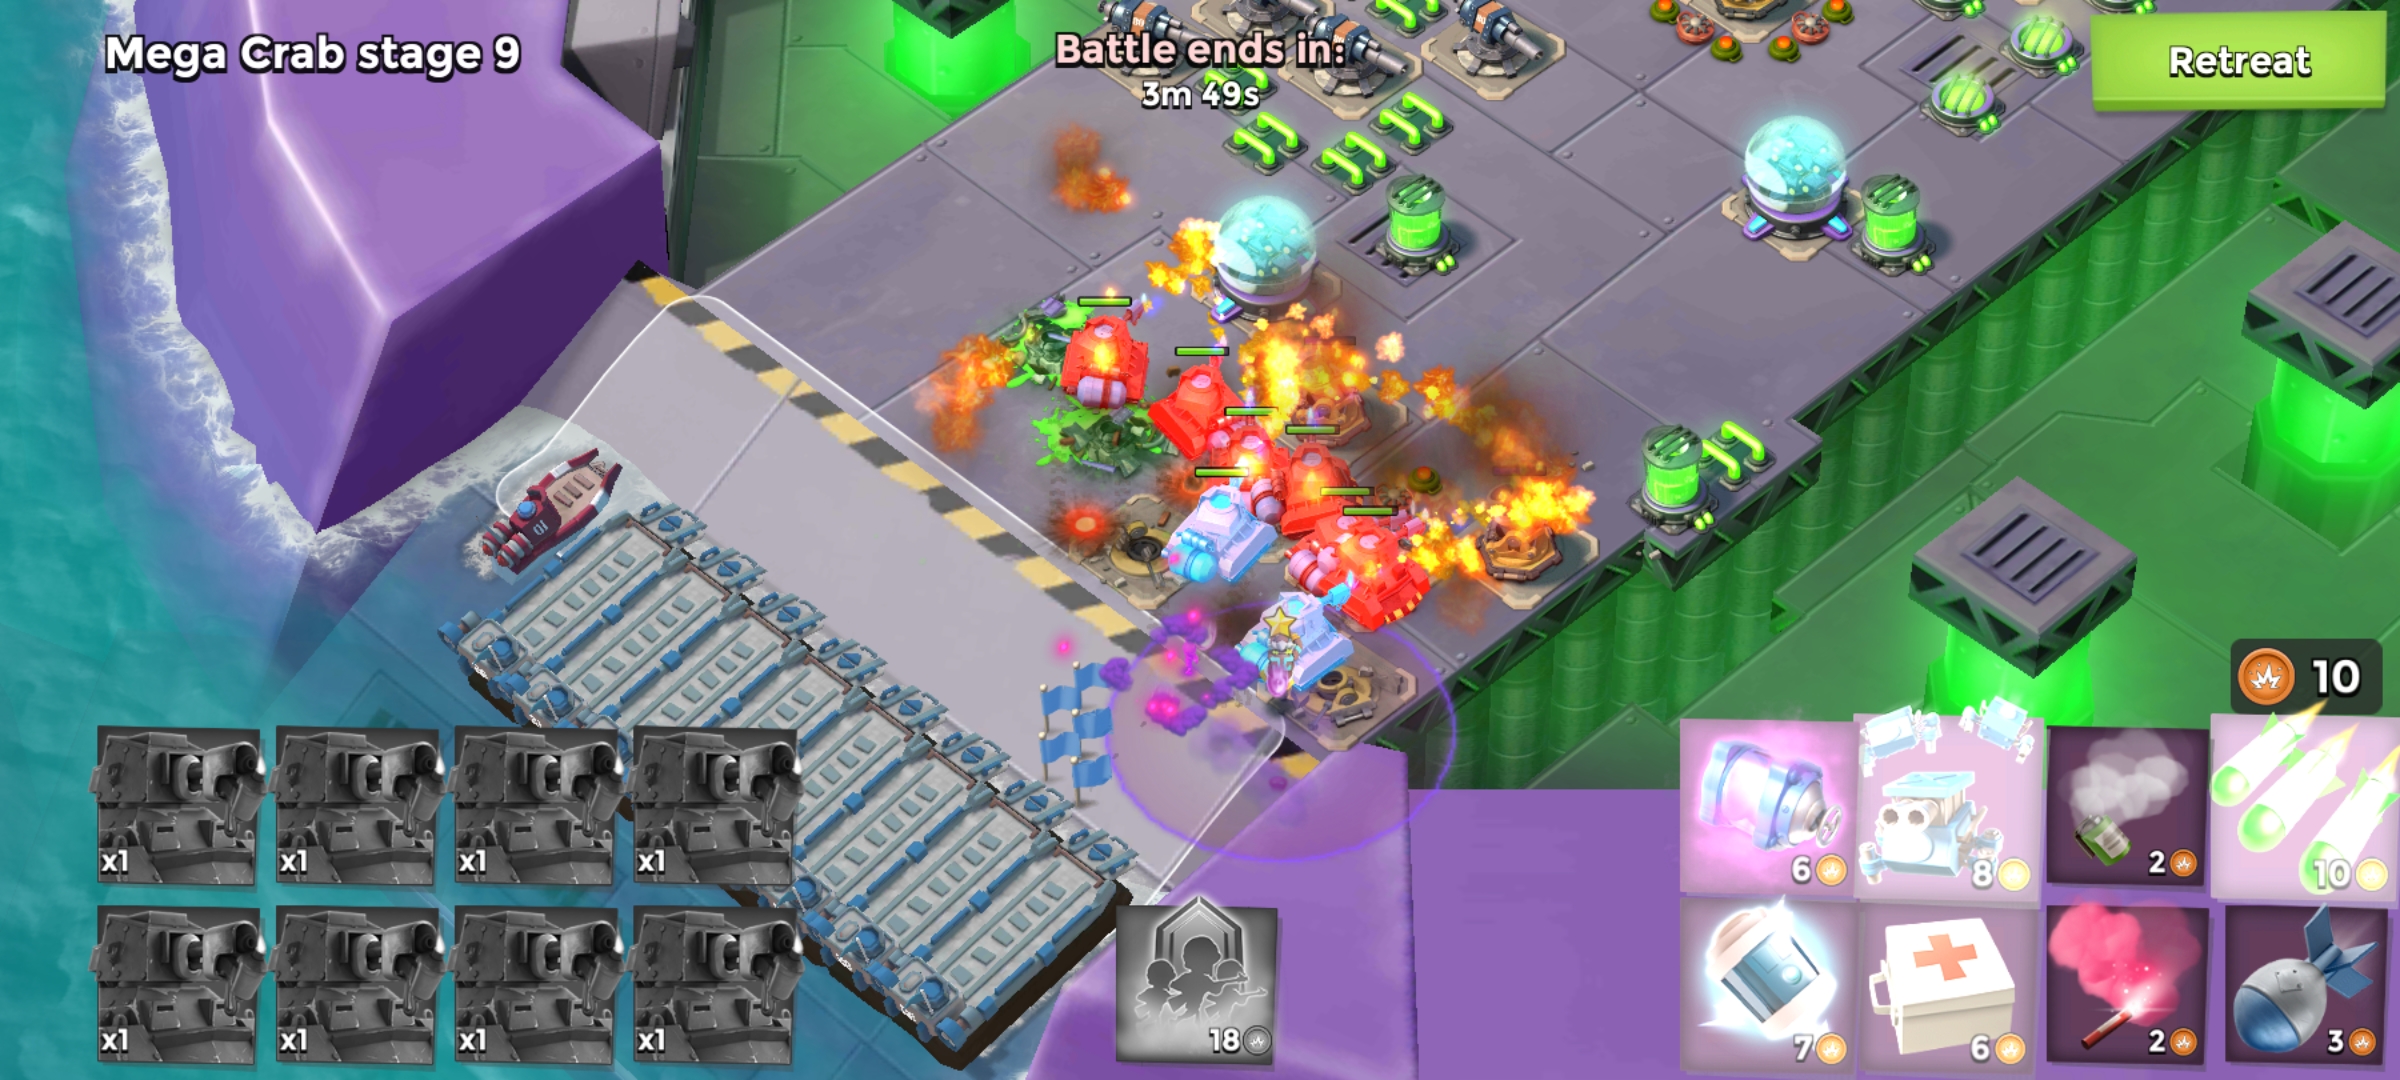 Mega Crab stage 9
Battle ends in:
3m 49s
Retreat
10
x1
x1
x1
x1
6
8
2
10
x1
x1
x1
x1
18
7
6
2
3